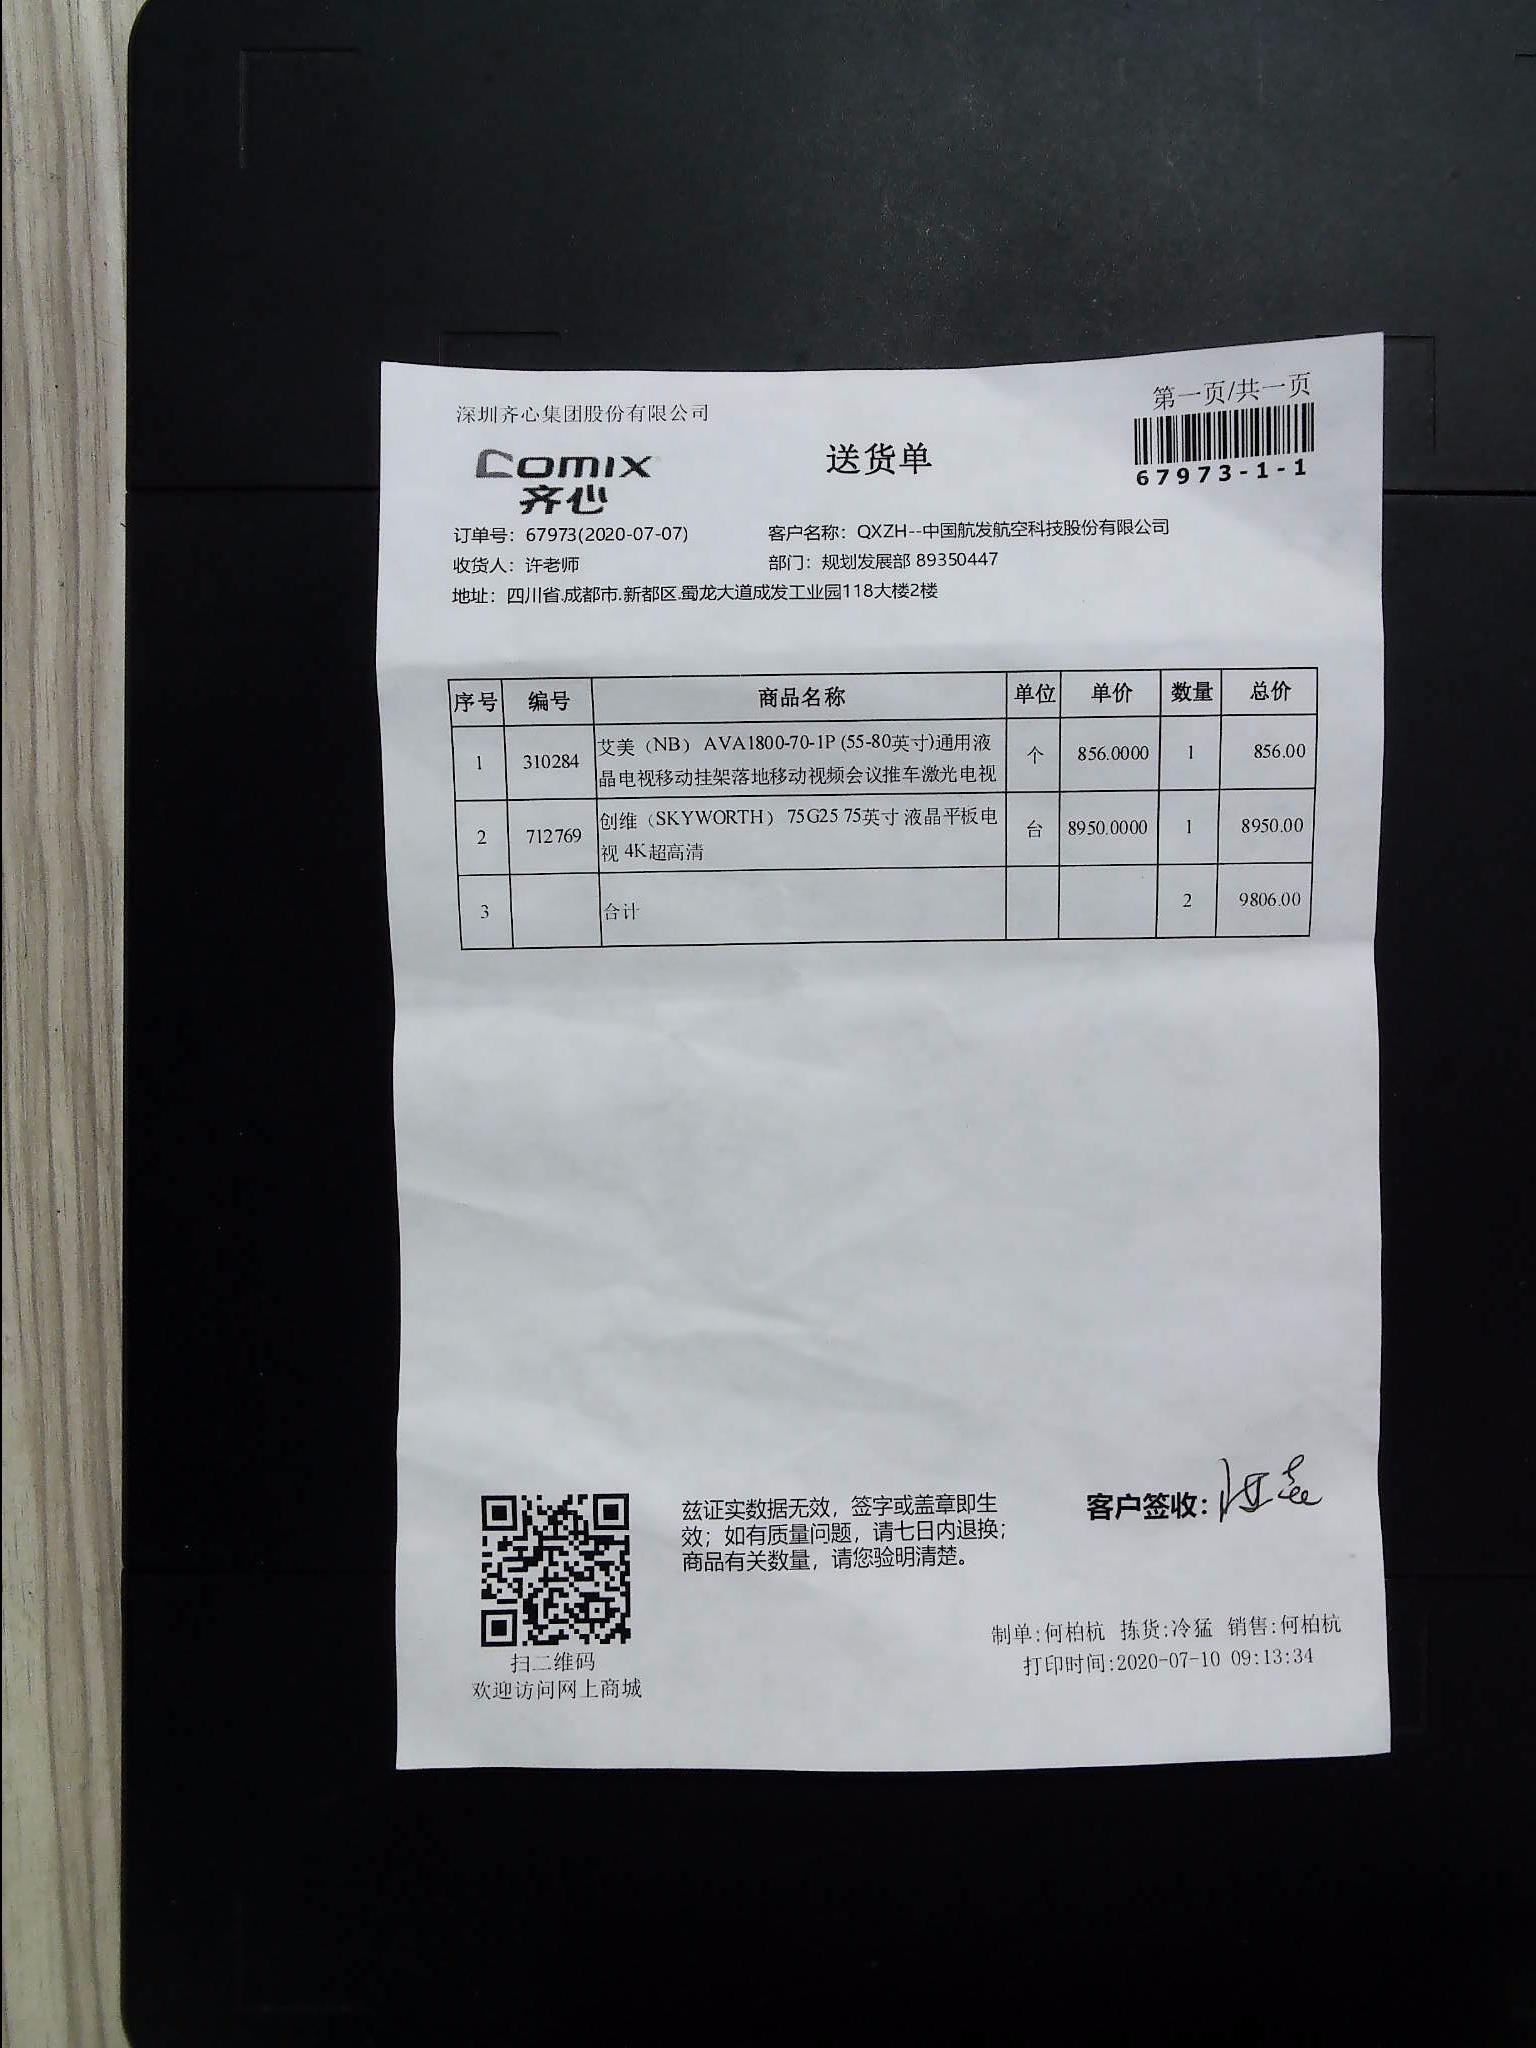 第一页/共一页
深圳齐心集团股份有限公司
comix
齐心
送货单
67973-1-1
订单号：67973(2020-07-07) 客户名称：QXZH--中国航发航空科技股份有限公司
收货人：许老师 部门：规划发展部 89350447
地址：四川省.成都市.新都区.蜀龙大道成发工业园118大楼2楼
序号 编号 商品名称 单位 单价 数量 总价
1 310284 艾美（NB） AVA1800-70-1P (55-80英寸)通用液 个 856.0000 1 856.00
晶电视移动挂架落地移动视频会议推车激光电视
2 712769 创维（SKYWORTH） 75G25 75英寸 液晶平板电 台 8950.0000 1 8950.00
视 4K超高清
3 合计 2 9806.00
兹证实数据无效，签字或盖章即生
效；如有质量问题，请七日内退换；
商品有关数量，请您验明清楚。
客户签收：
扫二维码
欢迎访问网上商城
制单:何柏杭 拣货:冷猛 销售:何柏杭
打印时间:2020-07-10 09:13:34